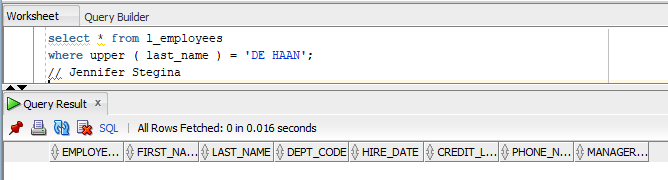 Worksheet Query Builder
select * from l_employees
where upper ( last_name ) = 'DE HAAN';
// Jennifer Stegina
Query Result x
SQL | All Rows Fetched: 0 in 0.016 seconds
EMPLOYE... FIRST_NA... LAST_NAME DEPT_CODE HIRE_DATE CREDIT_L... PHONE_N... MANAGER...